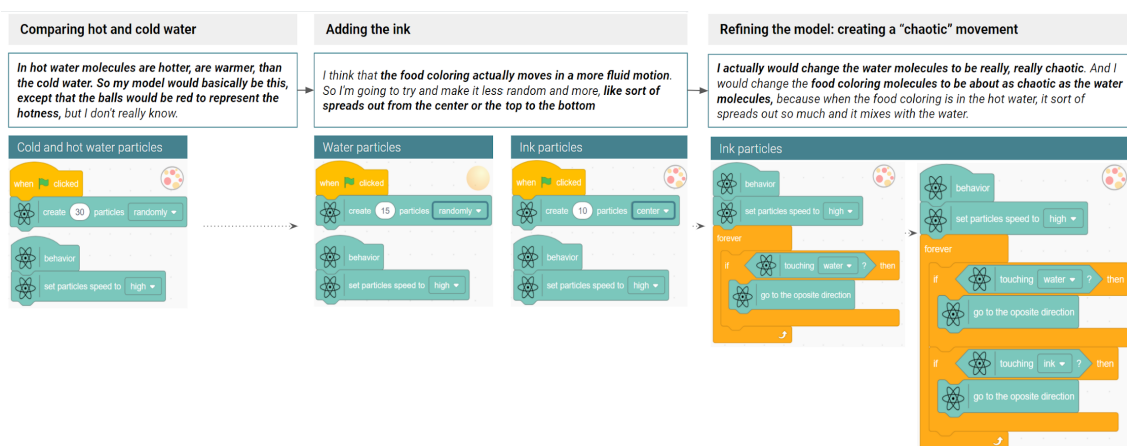 Comparing hot and cold water
In hot water molecules are hotter, are warmer, than
the cold water. So my model would basically be this,
except that the balls would be red to represent the
hotness, but I don't really know.
Cold and hot water particles
when clicked
create 30 particles randomly
behavior
set particles speed to high
Adding the ink
I think that the food coloring actually moves in a more fluid motion.
So I'm going to try and make it less random and more, like sort of
spreads out from the center or the top to the bottom
Water particles
when clicked
create 15 particles randomly
behavior
set particles speed to high
Ink particles
when clicked
create 10 particles center
behavior
set particles speed to high
Refining the model: creating a “chaotic” movement
I actually would change the water molecules to be really, really chaotic. And I
would change the food coloring molecules to be about as chaotic as the water
molecules, because when the food coloring is in the hot water, it sort of
spreads out so much and it mixes with the water.
Ink particles
behavior
set particles speed to high
forever
if touching water ? then
go to the oposite direction
behavior
set particles speed to high
forever
if touching water ? then
go to the oposite direction
if touching ink ? then
go to the oposite direction